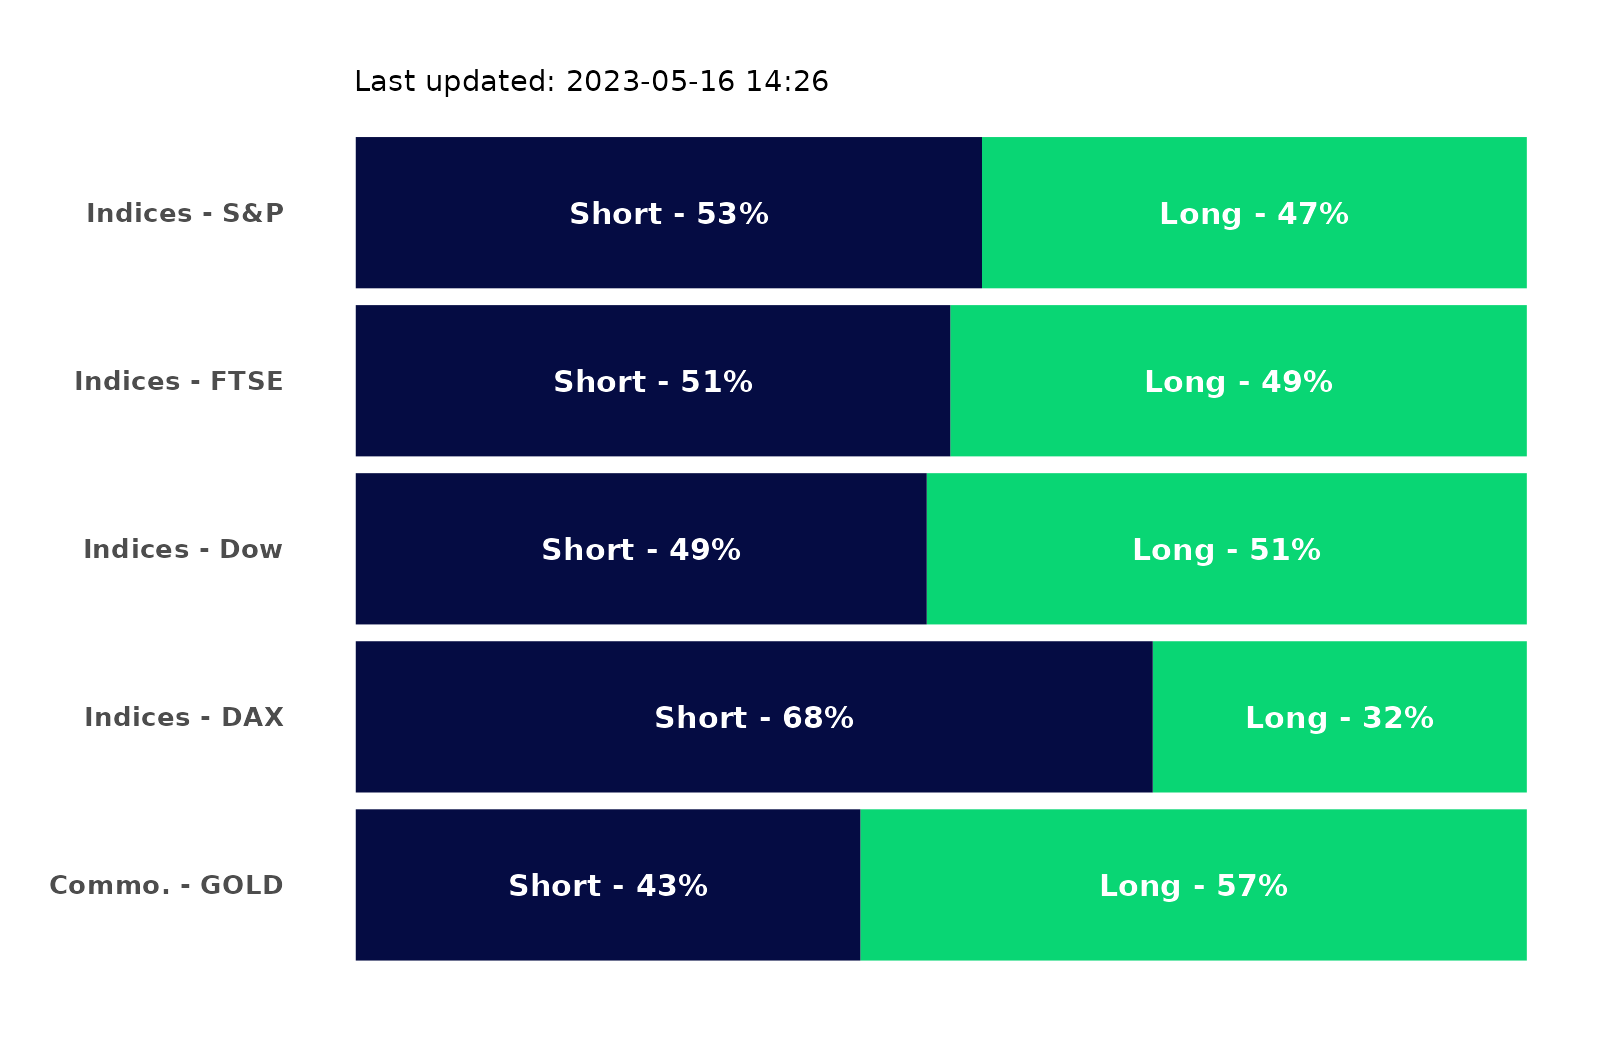 Last updated: 2023-05-16 14:26
Indices - S&P Short - 53% Long - 47%
Indices - FTSE Short - 51% Long - 49%
Indices - Dow Short - 49% Long - 51%
Indices - DAX Short - 68% Long - 32%
Commo. - GOLD Short - 43% Long - 57%